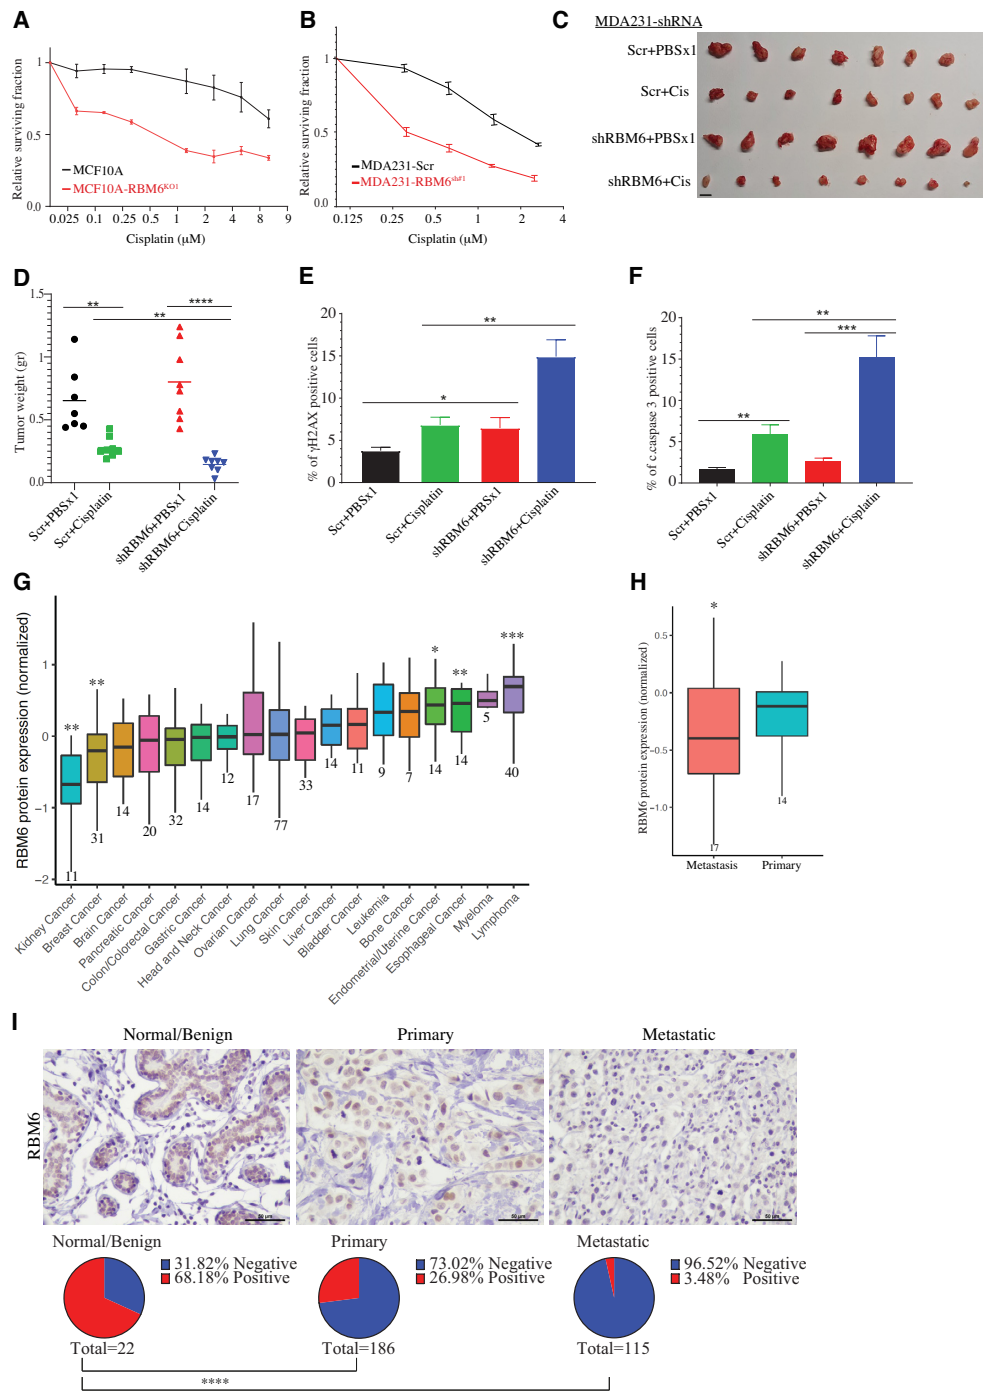 A
Relative surviving fraction
1
0.5
0.0
MCF10A
MCF10A-RBM6KO1
0.025 0.1 0.25 0.5 1 2 4 8 9
Cisplatin (μM)
B
Relative surviving fraction
1
0.5
0.0
MDA231-Scr
MDA231-RBM6sh#1
0.125 0.25 0.5 1 2 4
Cisplatin (μM)
C
MDA231-shRNA
Scr+PBSx1
Scr+Cis
shRBM6+PBSx1
shRBM6+Cis
D
Tumor weight (gr)
1.5
1
0.5
0.0
** ****
**
Scr+PBSx1
Scr+Cisplatin
shRBM6+PBSx1
shRBM6+Cisplatin
E
% of γH2AX positive cells
20
15
10
5
0
**
*
Scr+PBSx1
Scr+Cisplatin
shRBM6+PBSx1
shRBM6+Cisplatin
F
% of c.caspase 3 positive cells
20
15
10
5
0
**
***
**
Scr+PBSx1
Scr+Cisplatin
shRBM6+PBSx1
shRBM6+Cisplatin
G
RBM6 protein expression (normalized)
1
0
−1
−2
** ** * ** ***
11 31 14 20 32 14 12 17 77 33 14 11 9 7 14 14 5 40
Kidney Cancer
Breast Cancer
Brain Cancer
Pancreatic Cancer
Colon/Colorectal Cancer
Gastric Cancer
Head and Neck Cancer
Ovarian Cancer
Lung Cancer
Skin Cancer
Liver Cancer
Bladder Cancer
Leukemia
Bone Cancer
Endometrial/Uterine Cancer
Esophageal Cancer
Myeloma
Lymphoma
H
RBM6 protein expression (normalized)
0.5
0.0
−0.5
−1.0
*
17 14
Metastasis Primary
I
Normal/Benign Primary Metastatic
RBM6
50 μm 50 μm 50 μm
Normal/Benign
31.82% Negative
68.18% Positive
Total=22
Primary
73.02% Negative
26.98% Positive
Total=186
Metastatic
96.52% Negative
3.48% Positive
Total=115
****